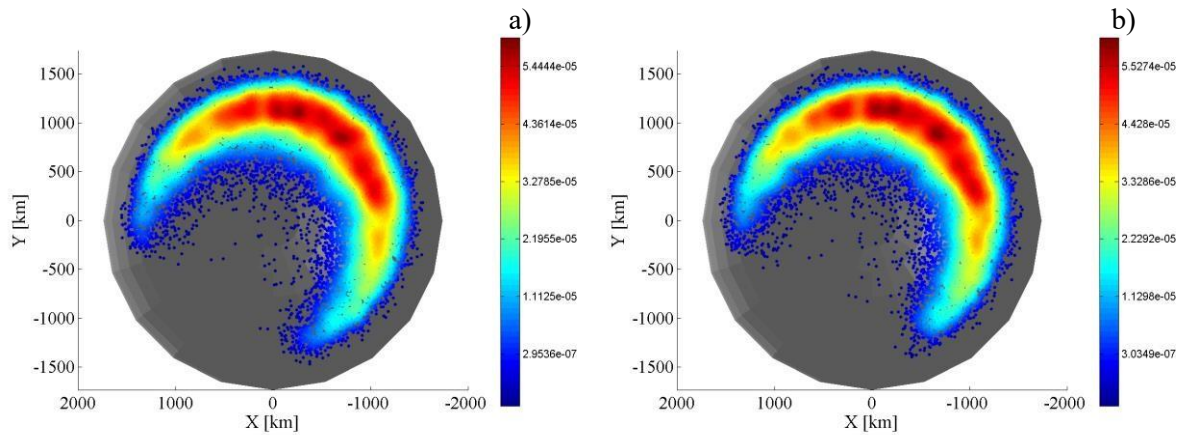 a)
1500
1000
500
0
-500
-1000
-1500
Y [km]
2000
1000
0
-1000
-2000
X [km]
5.4444e-05
4.3614e-05
3.2785e-05
2.1955e-05
1.1125e-05
2.9536e-07
b)
1500
1000
500
0
-500
-1000
-1500
Y [km]
2000
1000
0
-1000
-2000
X [km]
5.5274e-05
4.428e-05
3.3286e-05
2.2292e-05
1.1298e-05
3.0349e-07